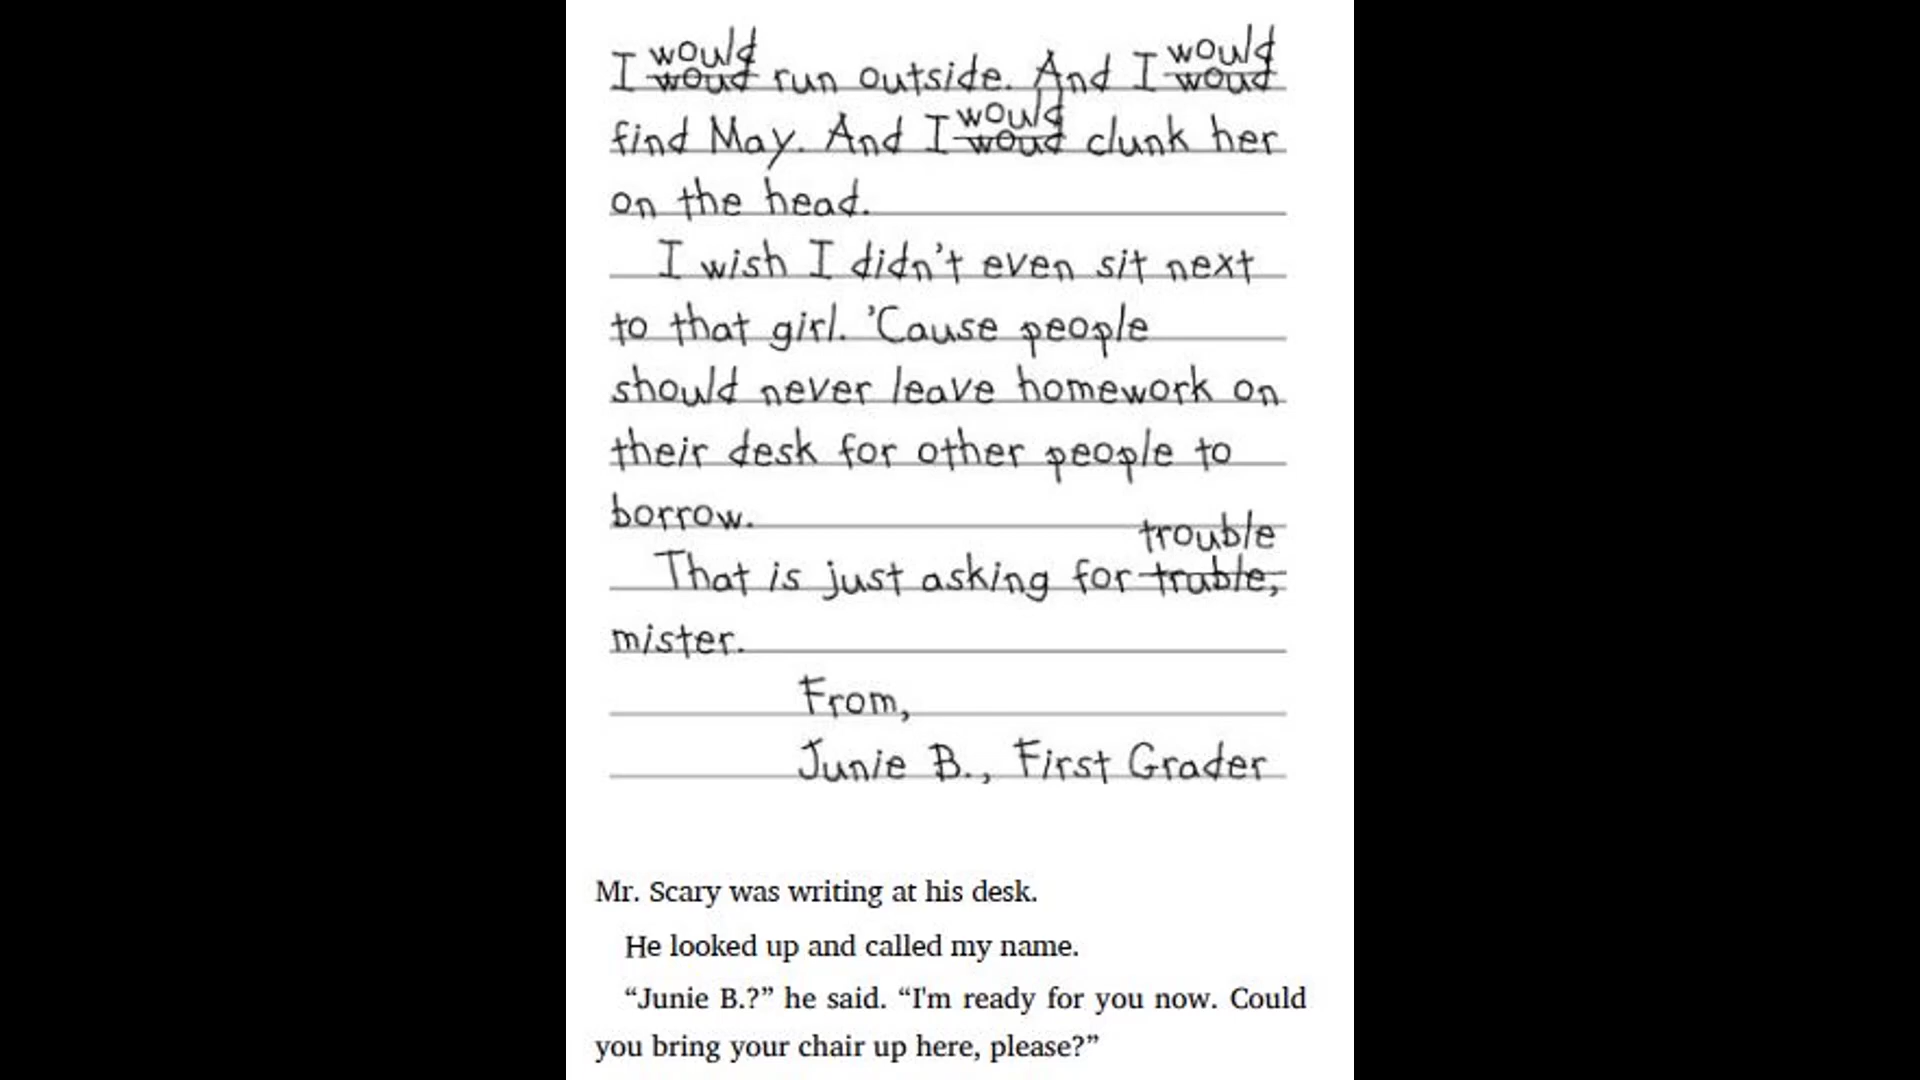 would would
I woud run outside. And I woud
would
find May. And I woud clunk her
on the head.
I wish I didn't even sit next
to that girl. 'Cause people
should never leave homework on
their desk for other people to
borrow.
trouble
That is just asking for truble,
mister.
From,
Junie B., First Grader
Mr. Scary was writing at his desk.
He looked up and called my name.
“Junie B.?” he said. “I'm ready for you now. Could
you bring your chair up here, please?”